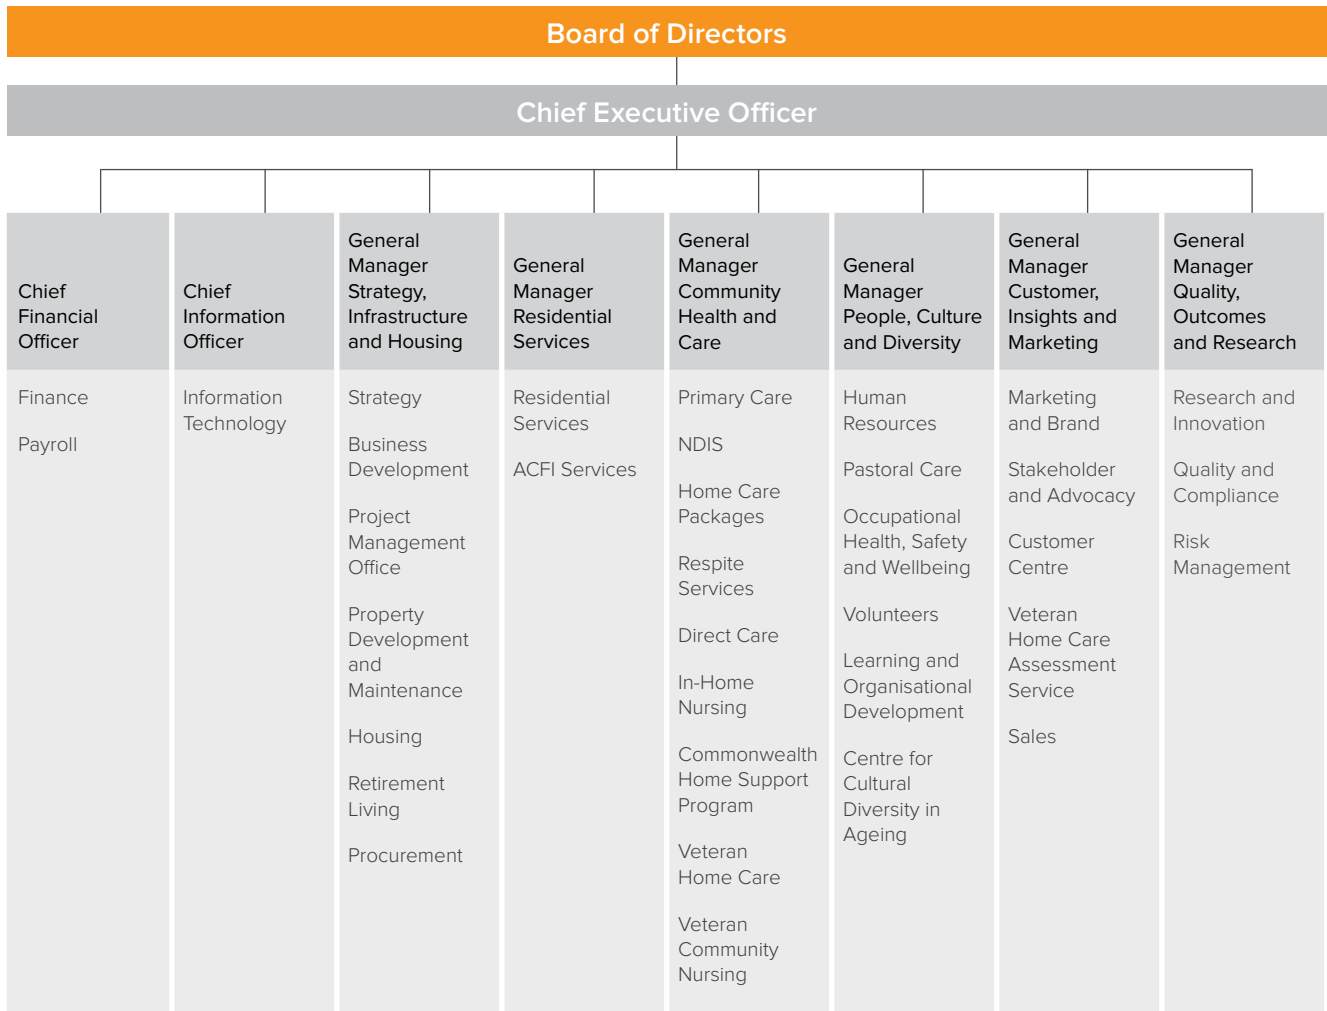 Board of Directors
Chief Executive Officer
Chief
Financial
Officer
Finance
Payroll
Chief
Information
Officer
Information
Technology
General
Manager
Strategy,
Infrastructure
and Housing
Strategy
Business
Development
Project
Management
Office
Property
Development
and
Maintenance
Housing
Retirement
Living
Procurement
General
Manager
Residential
Services
Residential
Services
ACFI Services
General
Manager
Community
Health and
Care
Primary Care
NDIS
Home Care
Packages
Respite
Services
Direct Care
In-Home
Nursing
Commonwealth
Home Support
Program
Veteran
Home Care
Veteran
Community
Nursing
General
Manager
People, Culture
and Diversity
Human
Resources
Pastoral Care
Occupational
Health, Safety
and Wellbeing
Volunteers
Learning and
Organisational
Development
Centre for
Cultural
Diversity in
Ageing
General
Manager
Customer,
Insights and
Marketing
Marketing
and Brand
Stakeholder
and Advocacy
Customer
Centre
Veteran
Home Care
Assessment
Service
Sales
General
Manager
Quality,
Outcomes
and Research
Research and
Innovation
Quality and
Compliance
Risk
Management